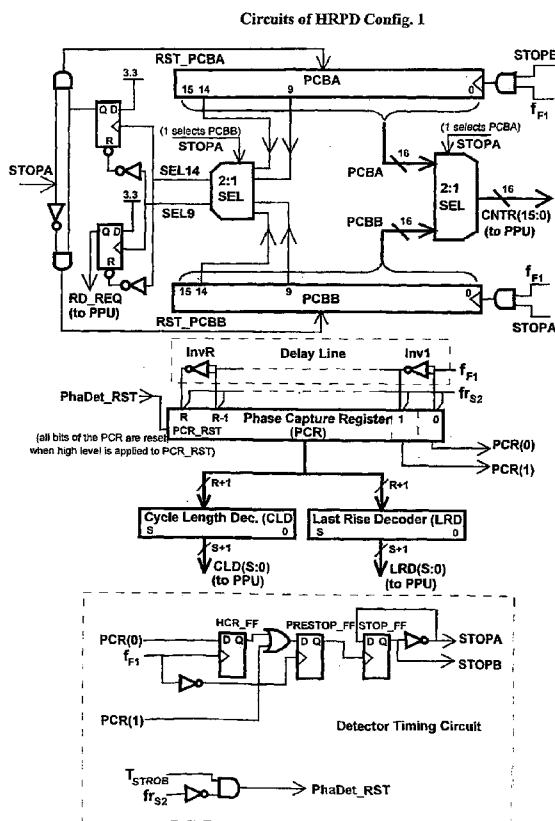 Circuits of HRPD Config. 1
RST_PCBA
STOPB
PCBA
15 14 9 0
f F1
3.3
Q D
R
(1 selects PCBB)
STOPA
(1 selects PCBA)
STOPA
STOPA
SEL14
2:1
SEL
PCBA
16
2:1
SEL
16
CNTR(15:0)
(to PPU)
3.3
SEL9
Q D
R
PCBB
16
RD_REQ
(to PPU)
15 14 9 0
PCBB
f F1
RST_PCBB
STOPA
InvR
Delay Line
Inv1
f F1
fr S2
PhaDet_RST
R R-1 Phase Capture Register 1 0
PCR_RST (PCR)
(all bits of the PCR are reset
when high level is applied to PCR_RST)
PCR(0)
PCR(1)
R+1
R+1
Cycle Length Dec. (CLD
S 0
Last Rise Decoder (LRD
S 0
S+1
S+1
CLD(S:0)
(to PPU)
LRD(S:0)
(to PPU)
HCR_FF
PRESTOP_FF
STOP_FF
PCR(0)
D Q
D Q
D Q
STOPA
f F1
STOPB
PCR(1)
Detector Timing Circuit
T STROB
fr S2
PhaDet_RST